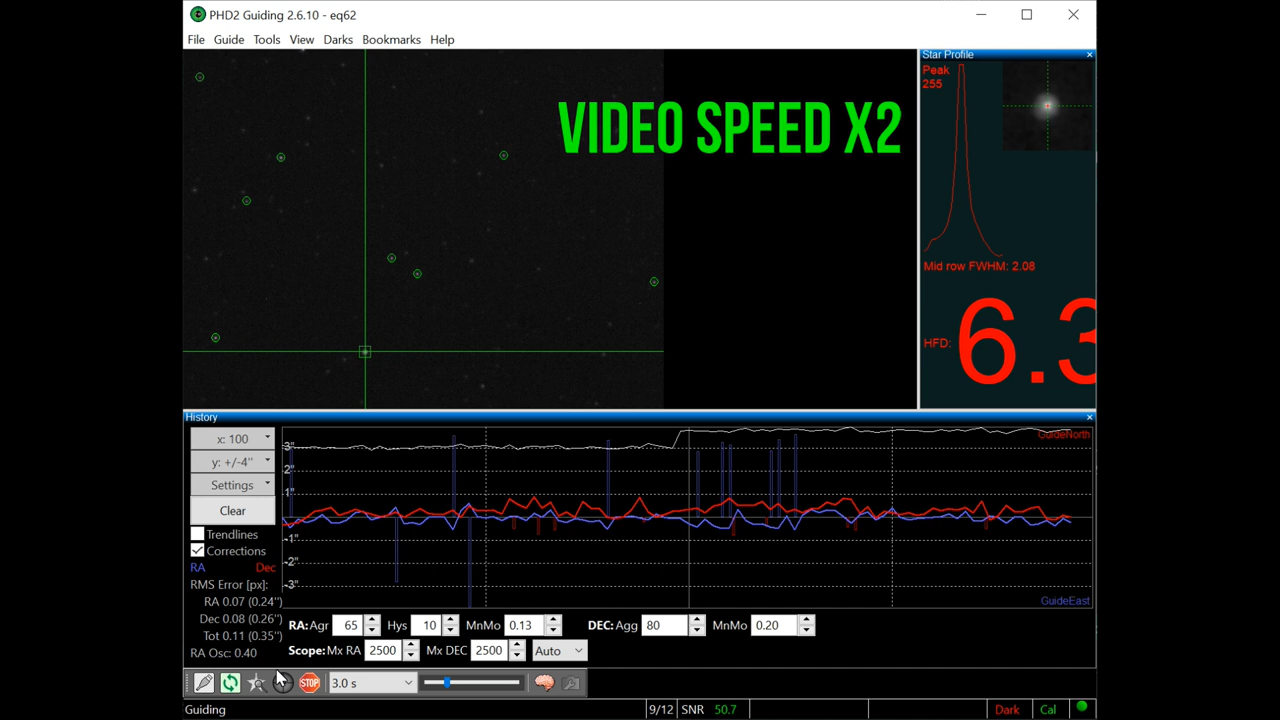 PHD2 Guiding 2.6.10 - eq62
File Guide Tools View Darks Bookmarks Help
VIDEO SPEED X2
Star Profile
Peak
255
Mid row FWHM: 2.08
HFD: 6.3
History
x: 100
y: +/-4"
Settings
Clear
Trendlines
Corrections
RA Dec
RMS Error [px]:
RA 0.07 (0.24")
Dec 0.08 (0.26")
Tot 0.11 (0.35")
RA Osc: 0.40
GuideNorth
3"
2"
1"
-1"
-2"
-3"
GuideEast
RA: Agr 65 Hys 10 MnMo 0.13 DEC: Agg 80 MnMo 0.20
Scope: Mx RA 2500 Mx DEC 2500 Auto
STOP 3.0 s
Guiding 9/12 SNR 50.7 Dark Cal